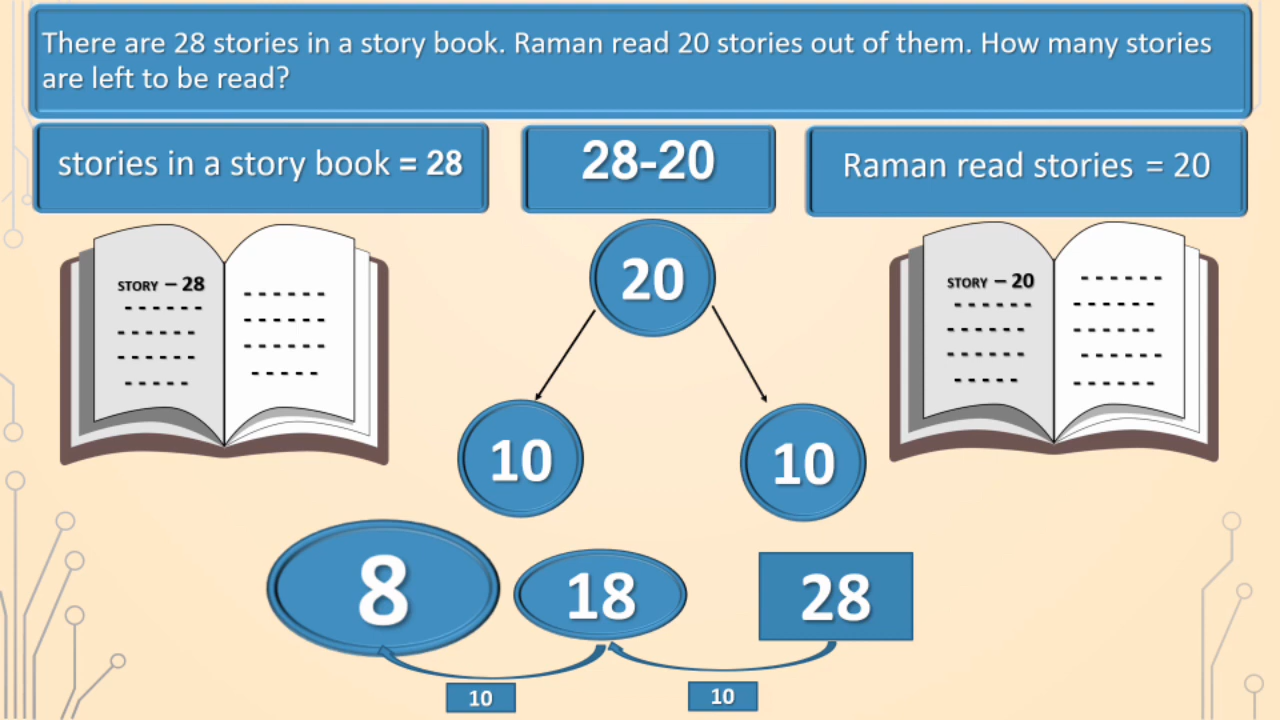 There are 28 stories in a story book. Raman read 20 stories out of them. How many stories
are left to be read?
stories in a story book = 28
28-20
Raman read stories = 20
STORY – 28
20
STORY – 20
10
10
8
18
28
10
10